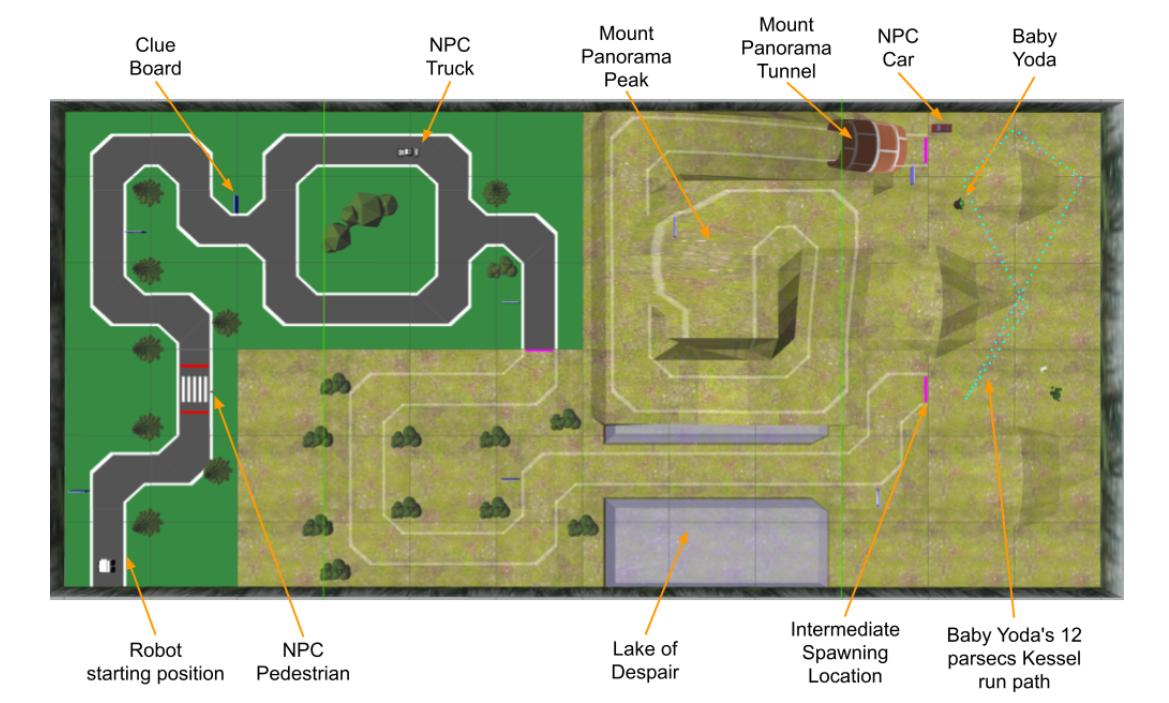 Clue
Board
NPC
Truck
Mount
Panorama
Peak
Mount
Panorama
Tunnel
NPC
Car
Baby
Yoda
Robot
starting position
NPC
Pedestrian
Lake of
Despair
Intermediate
Spawning
Location
Baby Yoda's 12
parsecs Kessel
run path